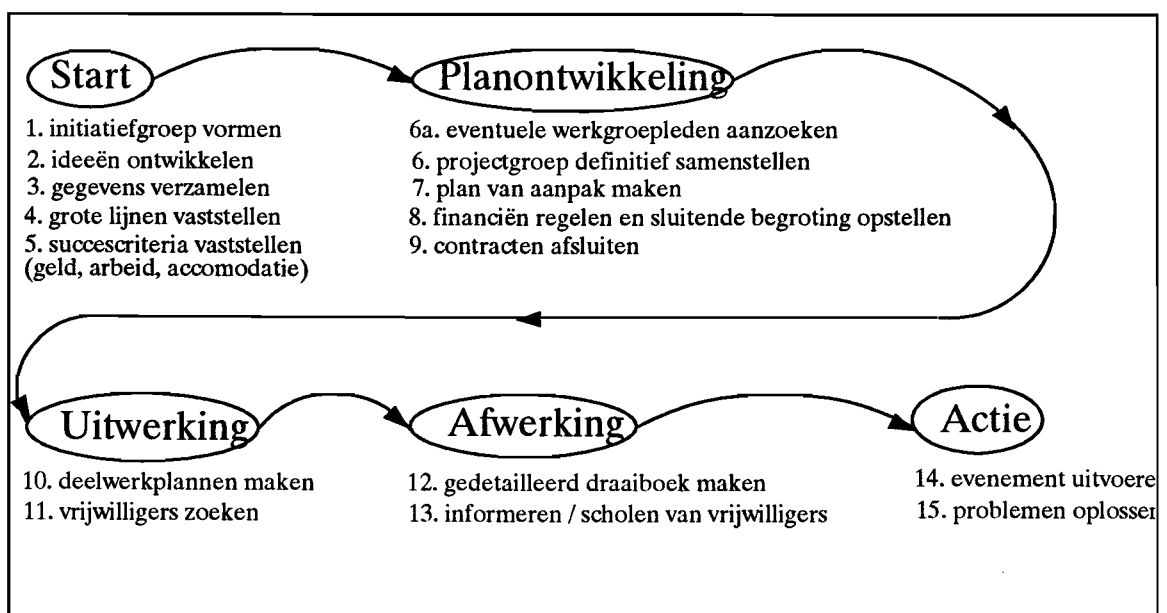 Start
1. initiatiefgroep vormen
2. ideeën ontwikkelen
3. gegevens verzamelen
4. grote lijnen vaststellen
5. succescriteria vaststellen
(geld, arbeid, accomodatie)
Planontwikkeling
6a. eventuele werkgroepleden aanzoeken
6. projectgroep definitief samenstellen
7. plan van aanpak maken
8. financiën regelen en sluitende begroting opstellen
9. contracten afsluiten
Uitwerking
10. deelwerkplannen maken
11. vrijwilligers zoeken
Afwerking
12. gedetailleerd draaiboek maken
13. informeren / scholen van vrijwilligers
Actie
14. evenement uitvoere
15. problemen oplosse